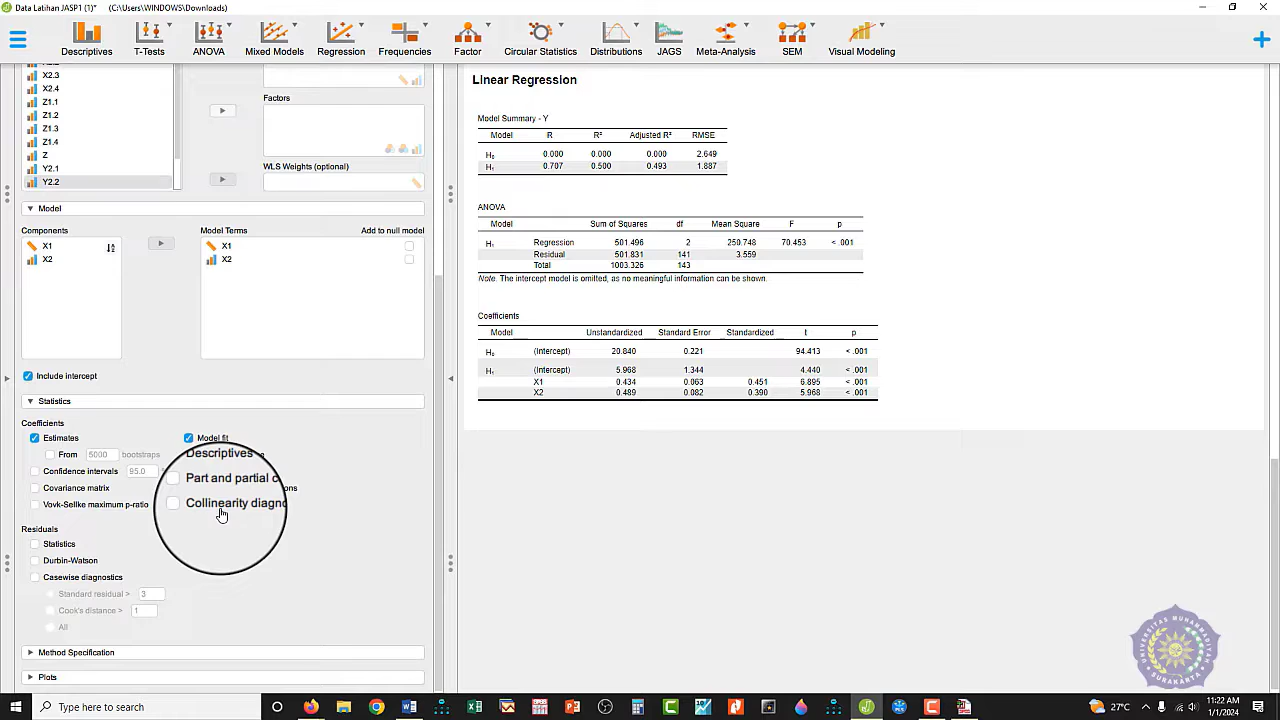 Data Latihan JASP1 (1)* (C:\Users\WINDOWS\Downloads)
Descriptives T-Tests ANOVA Mixed Models Regression Frequencies Factor Circular Statistics Distributions JAGS Meta-Analysis SEM Visual Modeling
X2.3
X2.4
Z1.1
Z1.2
Z1.3
Z1.4
Z
Y2.1
Y2.2
Factors
WLS Weights (optional)
Model
Components
Model Terms
Add to null model
X1
X2
X1
X2
Include intercept
Statistics
Coefficients
Estimates
Model fit
From 5000 bootstraps
Descriptives
Confidence intervals 95.0
Part and partial c
ons
Covariance matrix
Collinearity diagno
Vovk-Sellke maximum p-ratio
Residuals
Statistics
Durbin-Watson
Casewise diagnostics
Standard residual > 3
Cook's distance > 1
All
Method Specification
Plots
Linear Regression
Model Summary - Y
Model R R² Adjusted R² RMSE
H₀ 0.000 0.000 0.000 2.649
H₁ 0.707 0.500 0.493 1.887
ANOVA
Model Sum of Squares df Mean Square F p
H₁ Regression 501.496 2 250.748 70.453 < .001
Residual 501.831 141 3.559
Total 1003.326 143
Note. The intercept model is omitted, as no meaningful information can be shown.
Coefficients
Model Unstandardized Standard Error Standardized t p
H₀ (Intercept) 20.840 0.221 94.413 < .001
H₁ (Intercept) 5.968 1.344 4.440 < .001
X1 0.434 0.063 0.451 6.895 < .001
X2 0.489 0.082 0.390 5.968 < .001
UNIVERSITAS MUHAMMADIYAH
SURAKARTA
Type here to search
27°C
11:22 AM
1/1/2024